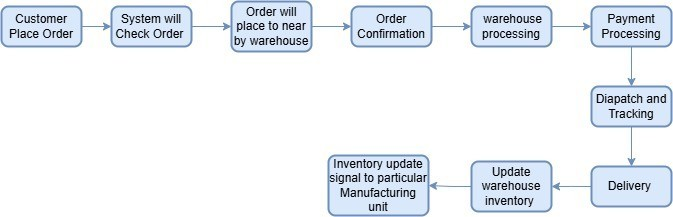 Customer
Place Order
System will
Check Order
Order will
place to near
by warehouse
Order
Confirmation
warehouse
processing
Payment
Processing
Diapatch and
Tracking
Delivery
Update
warehouse
inventory
Inventory update
signal to particular
Manufacturing
unit